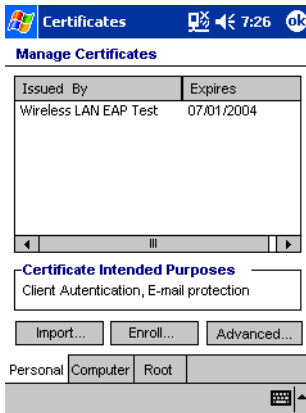 Certificates 7:26 ok
Manage Certificates
Issued By Expires
Wireless LAN EAP Test 07/01/2004
Certificate Intended Purposes
Client Autentication, E-mail protection
Import... Enroll... Advanced...
Personal Computer Root